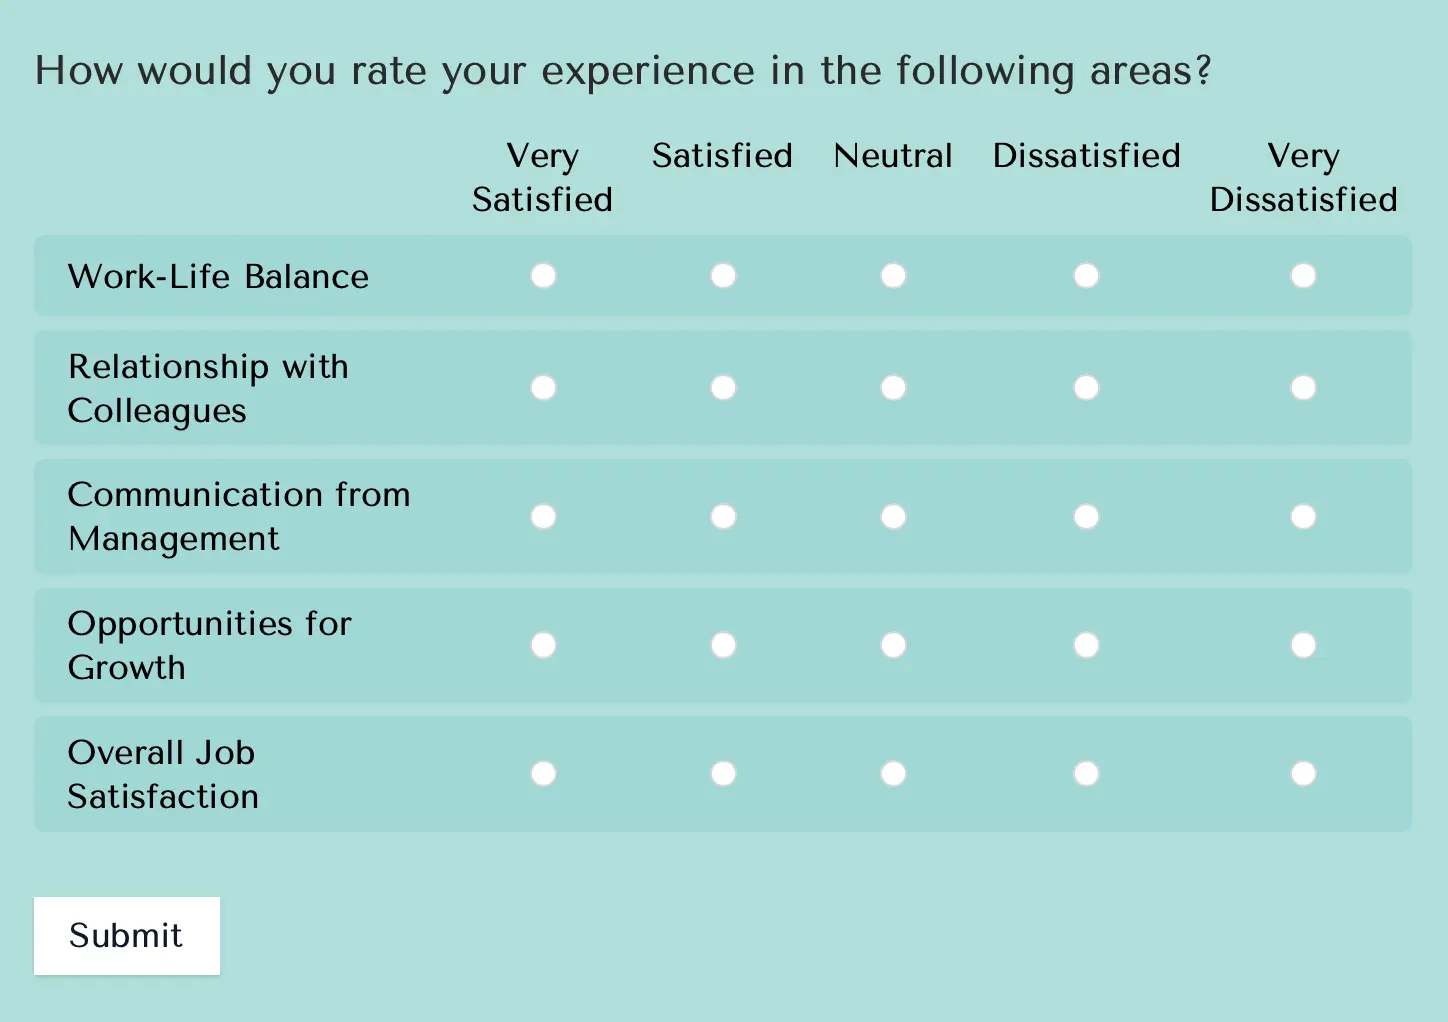 How would you rate your experience in the following areas?
Very Satisfied Neutral Dissatisfied Very
Satisfied Dissatisfied
Work-Life Balance
Relationship with
Colleagues
Communication from
Management
Opportunities for
Growth
Overall Job
Satisfaction
Submit